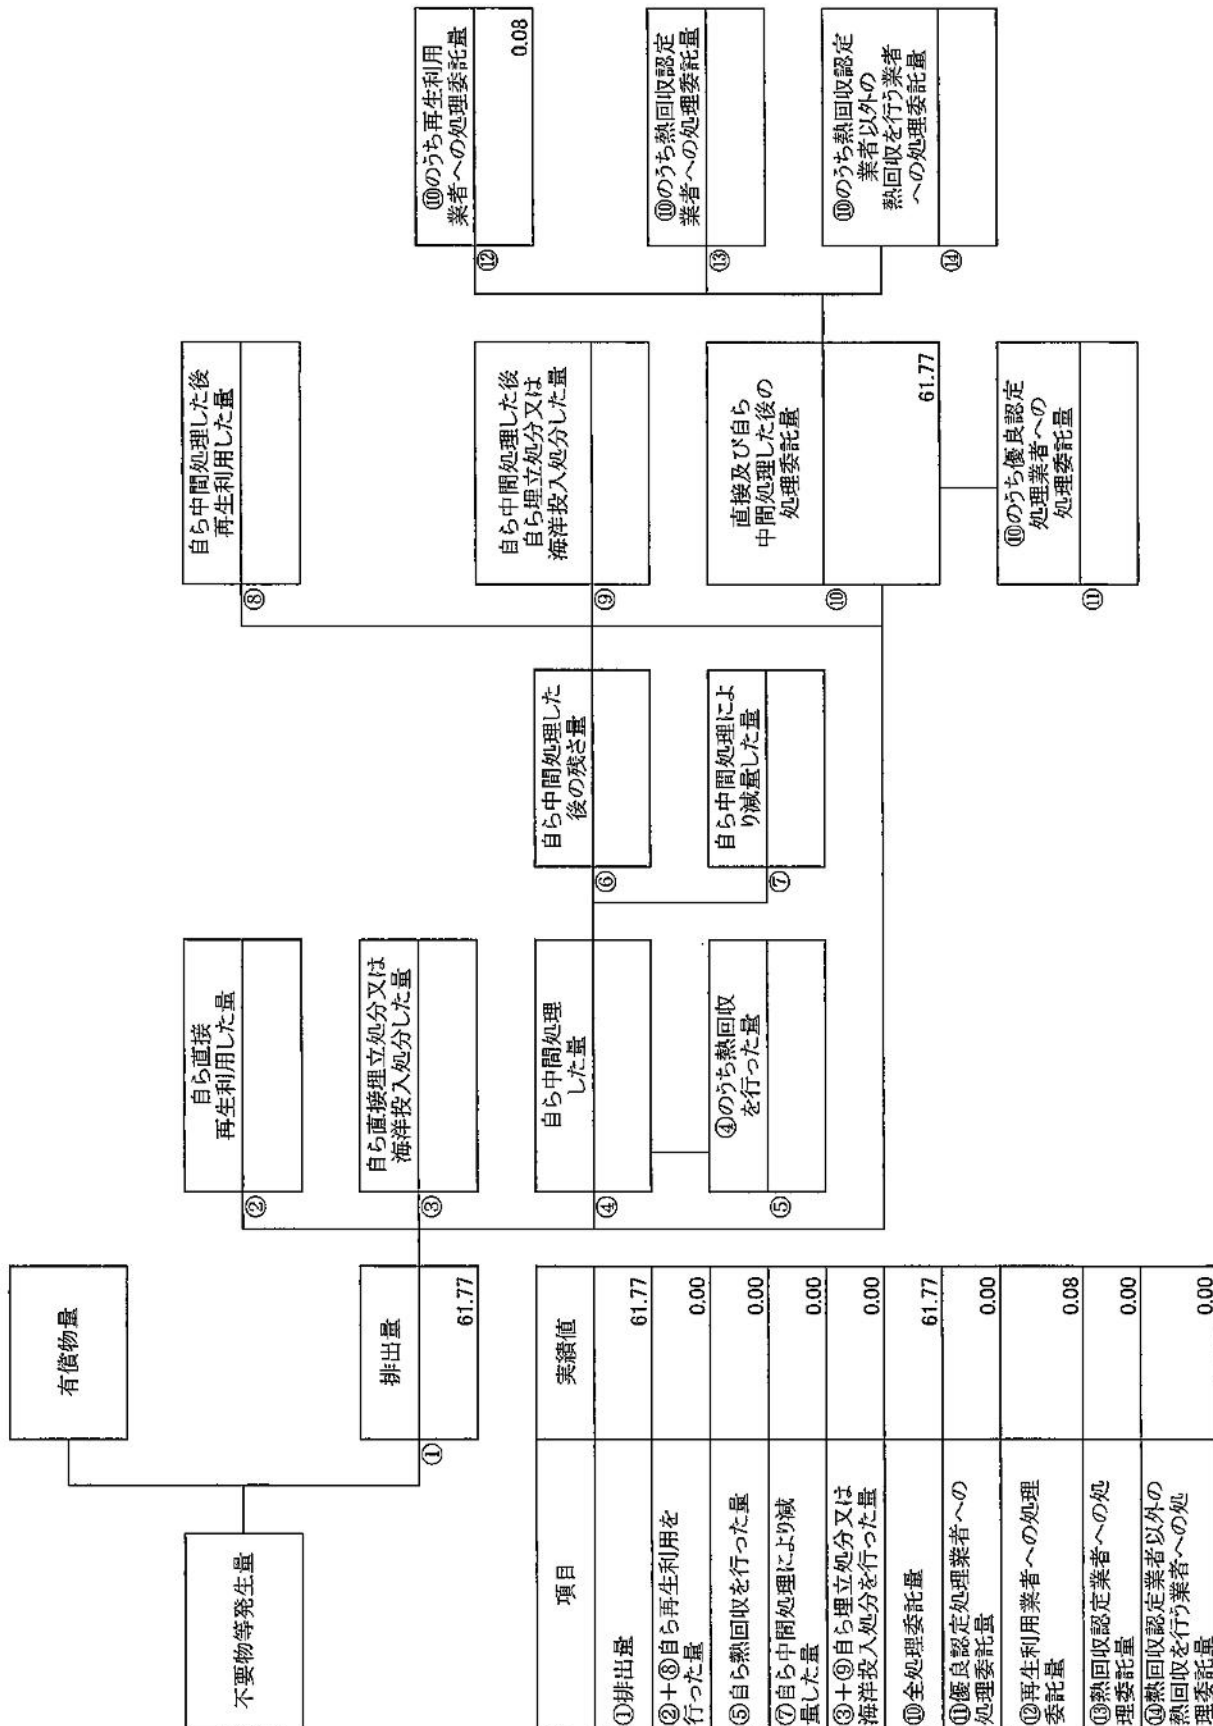 不要物等発生量
有償物量
①
排出量
61.77
②
自ら直接
再生利用した量
③
自ら直接埋立処分又は
海洋投入処分した量
④
自ら中間処理
した量
⑤
④のうち熱回収
を行った量
⑥
自ら中間処理した
後の残さ量
⑦
自ら中間処理によ
り減量した量
⑧
自ら中間処理した後
再生利用した量
⑨
自ら中間処理した後
自ら埋立処分又は
海洋投入処分した量
⑩
直接及び自ら
中間処理した後の
処理委託量
61.77
⑪
⑩のうち優良認定
処理業者への
処理委託量
⑫
⑩のうち再生利用
業者への処理委託量
0.08
⑬
⑩のうち熱回収認定
業者への処理委託量
⑭
⑩のうち熱回収認定
業者以外の
熱回収を行う業者
への処理委託量
項目 実績値
①排出量 61.77
②+⑧自ら再生利用を
行った量 0.00
⑤自ら熱回収を行った量 0.00
⑦自ら中間処理により減
量した量 0.00
③+⑨自ら埋立処分又は
海洋投入処分を行った量 0.00
⑩全処理委託量 61.77
⑪優良認定処理業者への
処理委託量 0.00
⑫再生利用業者への処理
委託量 0.08
⑬熱回収認定業者への処
理委託量 0.00
⑭熱回収認定業者以外の
熱回収を行う業者への処
理委託量 0.00